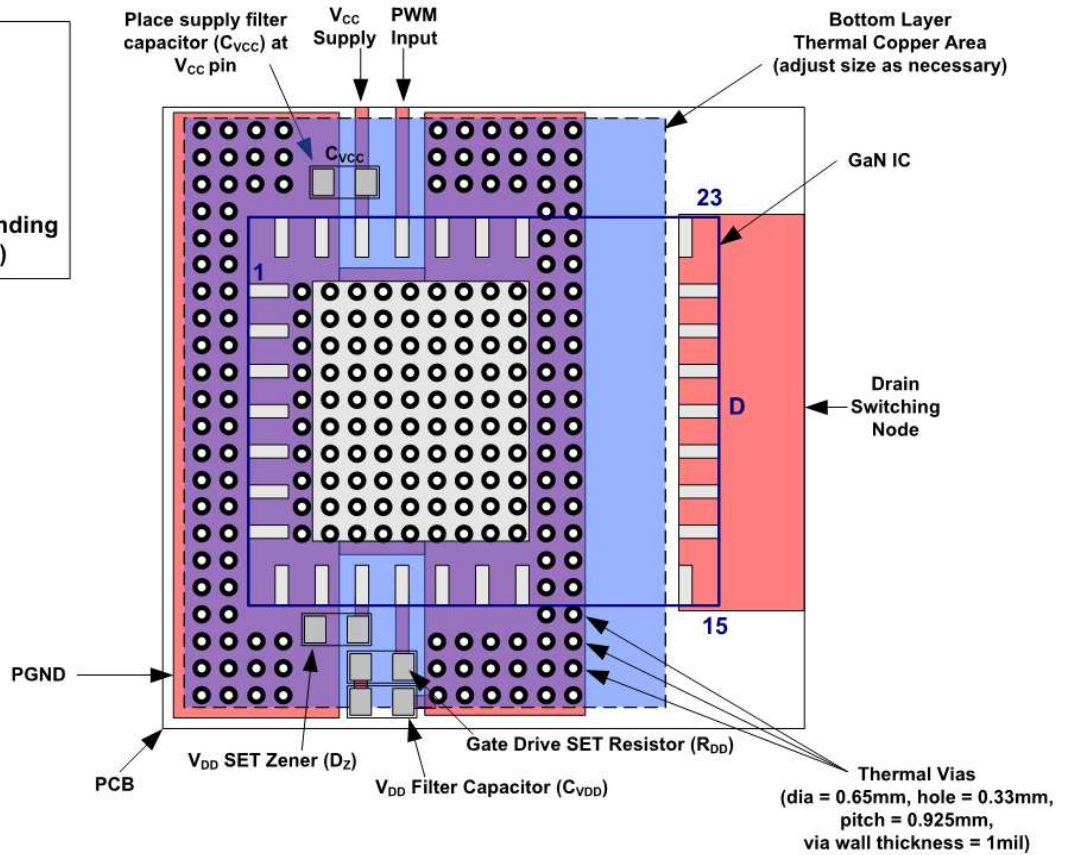 Place supply filter
capacitor (CVCC) at
VCC pin
VCC
Supply
PWM
Input
Bottom Layer
Thermal Copper Area
(adjust size as necessary)
CVCC
GaN IC
23
nding
)
1
D
Drain
Switching
Node
15
PGND
PCB
VDD SET Zener (DZ)
Gate Drive SET Resistor (RDD)
VDD Filter Capacitor (CVDD)
Thermal Vias
(dia = 0.65mm, hole = 0.33mm,
pitch = 0.925mm,
via wall thickness = 1mil)